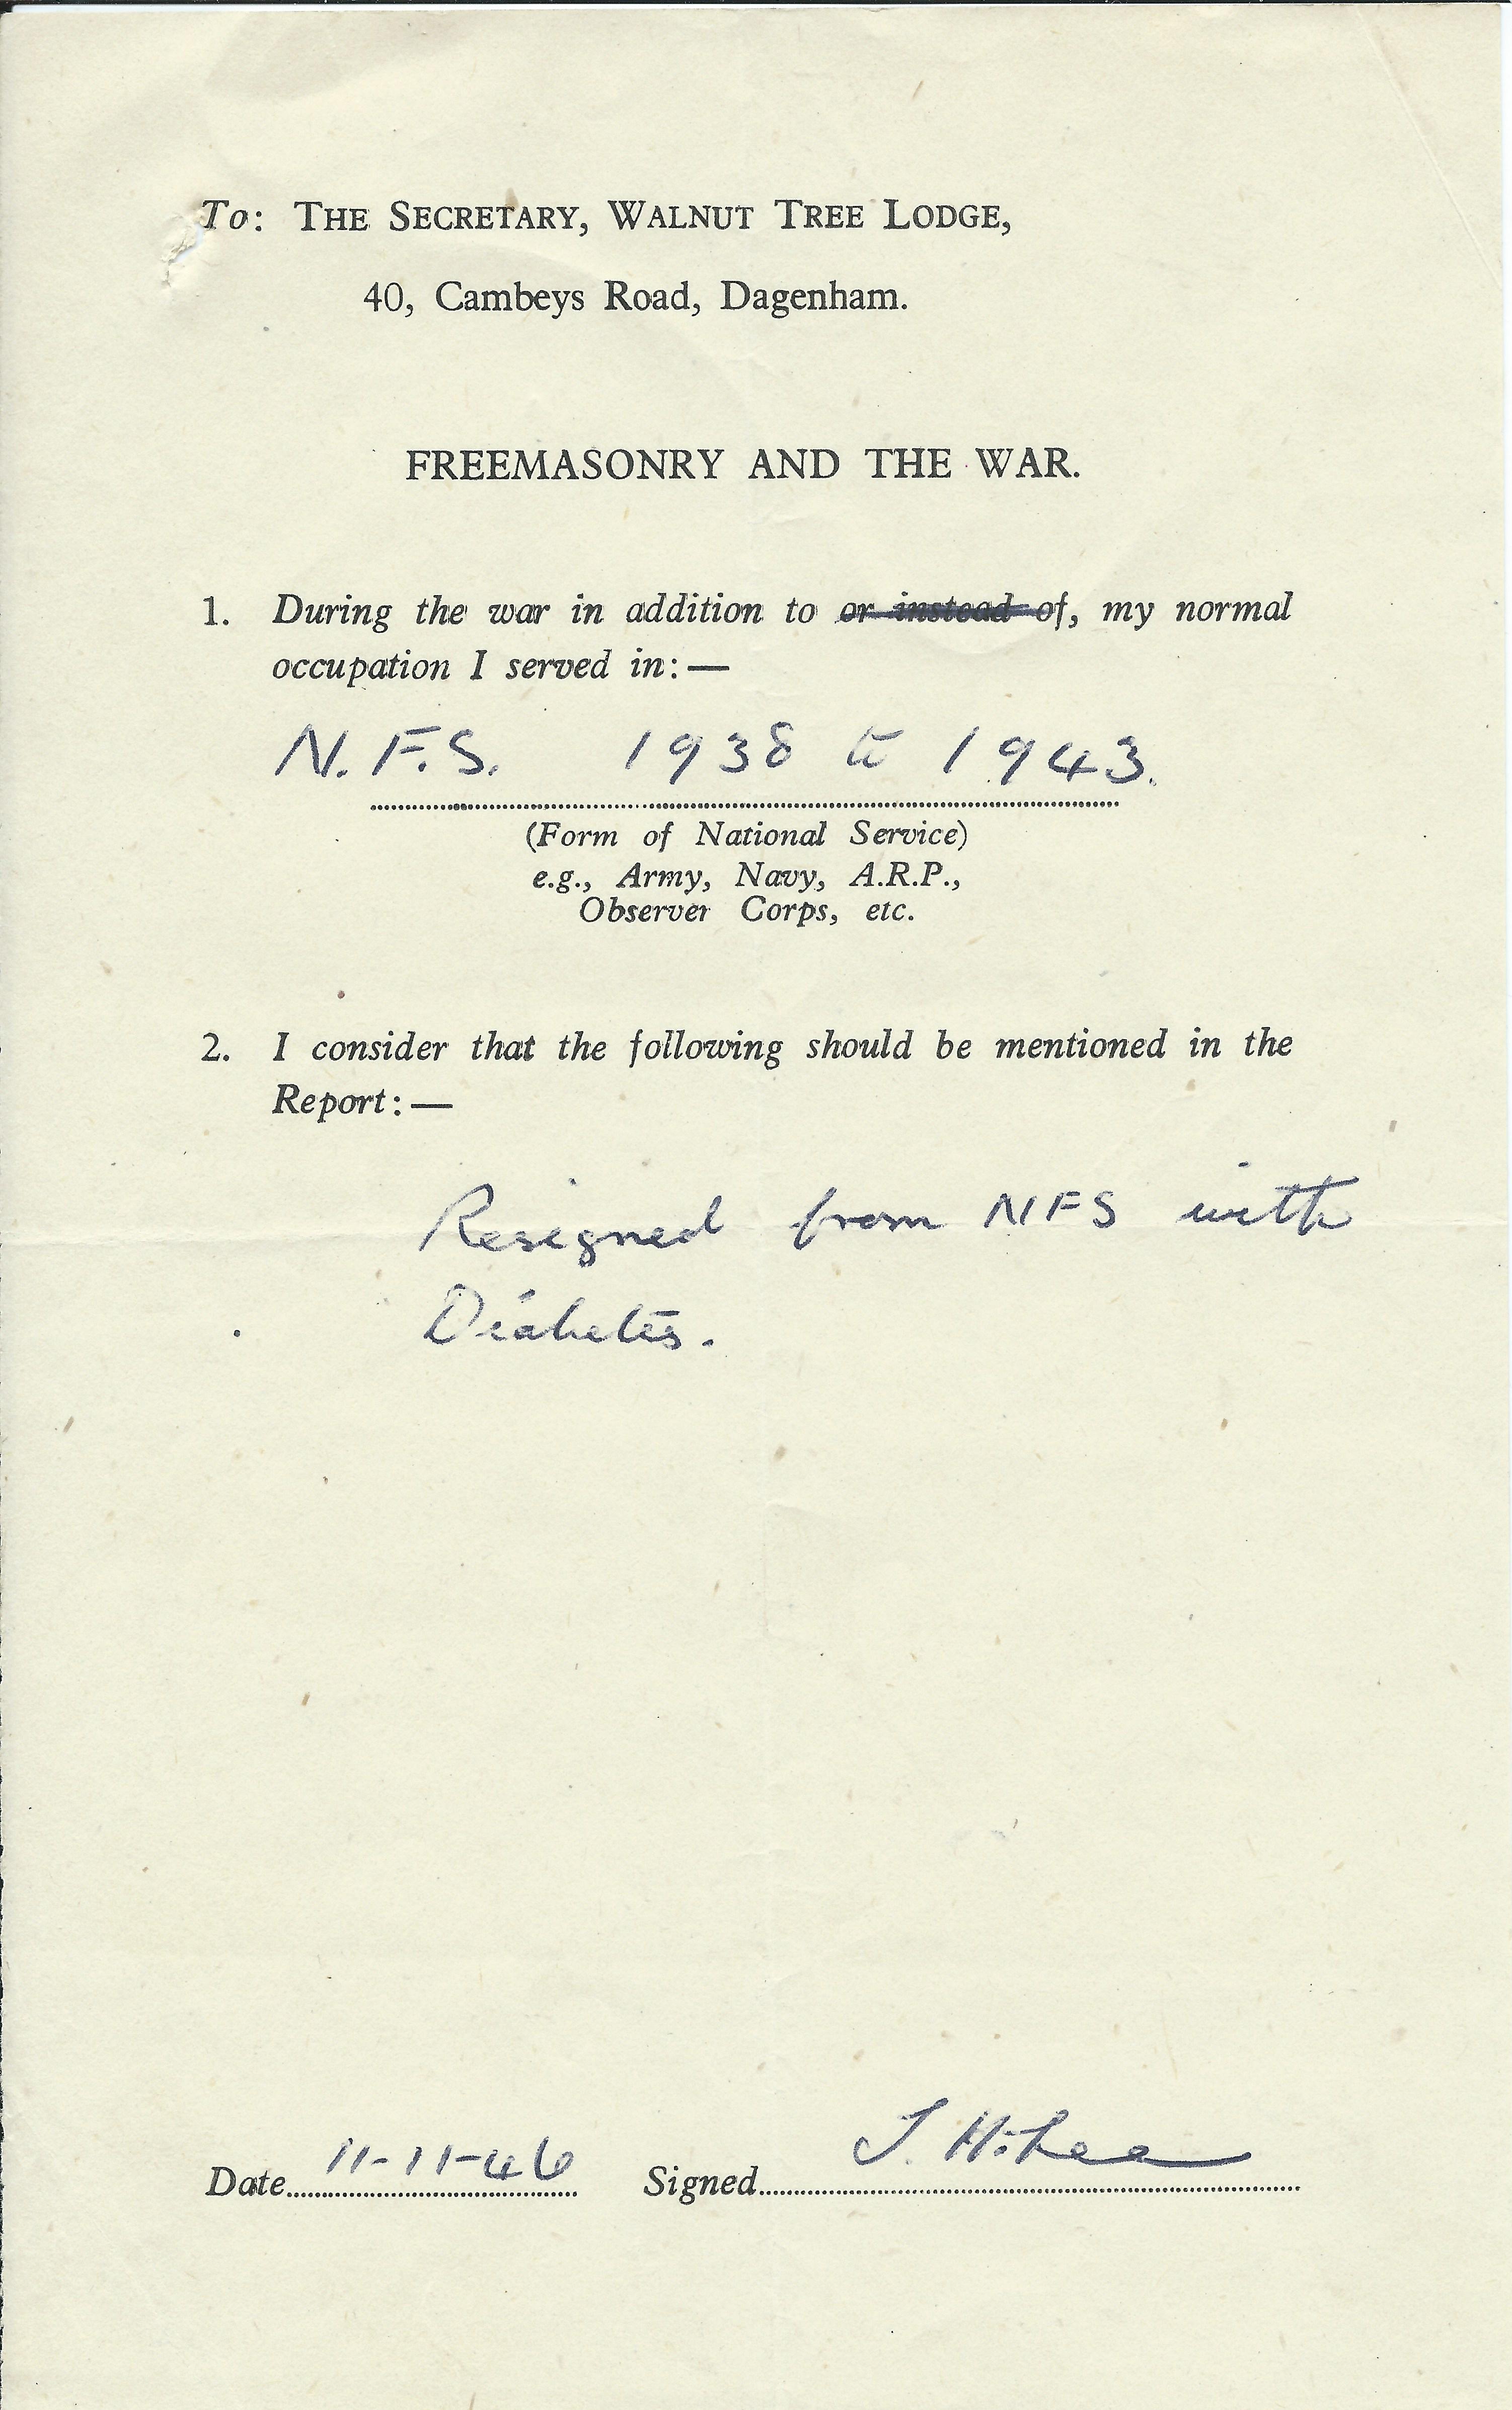 To: THE SECRETARY, WALNUT TREE LODGE,
40, Cambeys Road, Dagenham.
FREEMASONRY AND THE WAR.
1. During the war in addition to or instead of, my normal
occupation I served in:—
N.F.S. 1938 to 1943.
(Form of National Service)
e.g., Army, Navy, A.R.P.,
Observer Corps, etc.
2. I consider that the following should be mentioned in the
Report:—
Resigned from NFS with
Diabetes.
Date 11-11-46 Signed J. H. Lee